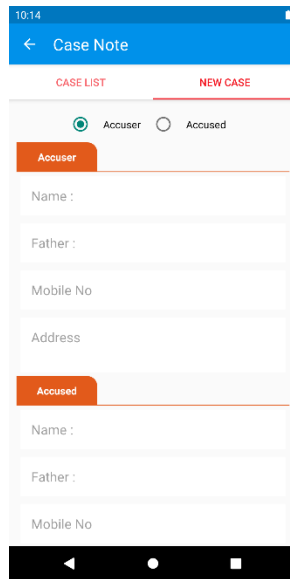 10:14
Case Note
CASE LIST NEW CASE
Accuser Accused
Accuser
Name :
Father :
Mobile No
Address
Accused
Name :
Father :
Mobile No